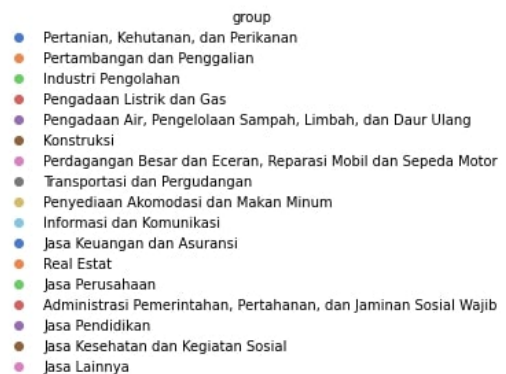 group
Pertanian, Kehutanan, dan Perikanan
Pertambangan dan Penggalian
Industri Pengolahan
Pengadaan Listrik dan Gas
Pengadaan Air, Pengelolaan Sampah, Limbah, dan Daur Ulang
Konstruksi
Perdagangan Besar dan Eceran, Reparasi Mobil dan Sepeda Motor
Transportasi dan Pergudangan
Penyediaan Akomodasi dan Makan Minum
Informasi dan Komunikasi
Jasa Keuangan dan Asuransi
Real Estat
Jasa Perusahaan
Administrasi Pemerintahan, Pertahanan, dan Jaminan Sosial Wajib
Jasa Pendidikan
Jasa Kesehatan dan Kegiatan Sosial
Jasa Lainnya